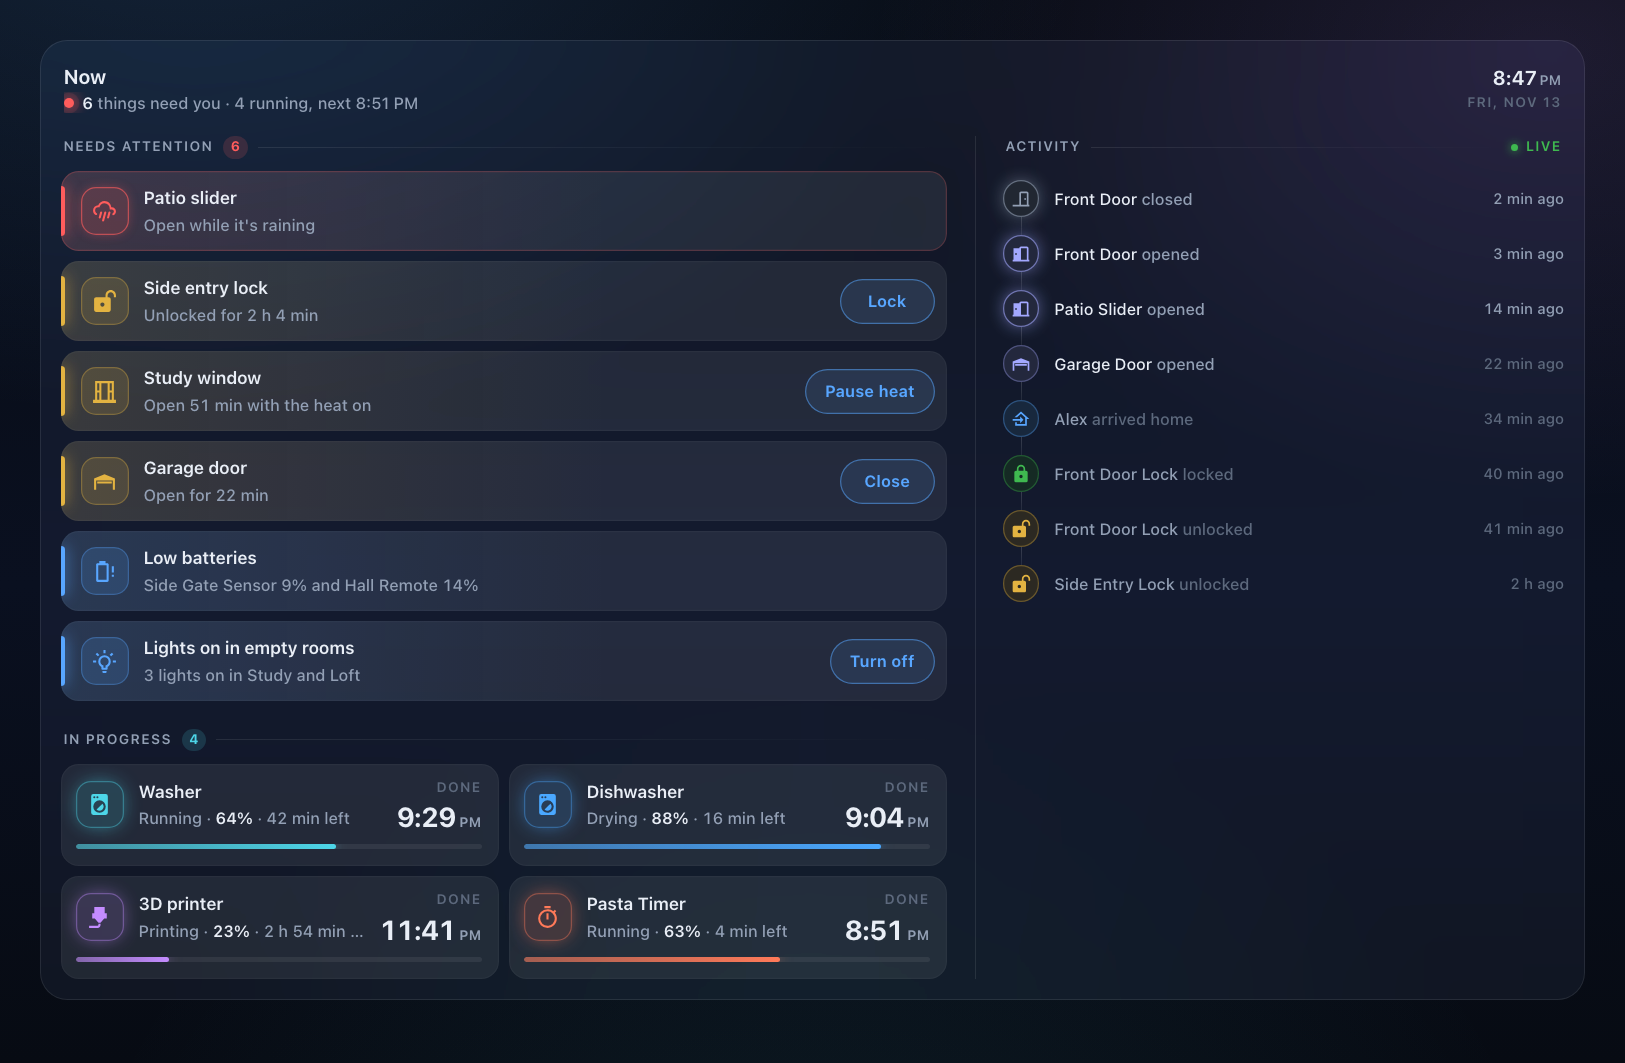 Now
6 things need you · 4 running, next 8:51 PM
8:47 PM
FRI, NOV 13
NEEDS ATTENTION 6
Patio slider
Open while it's raining
Side entry lock
Unlocked for 2 h 4 min
Lock
Study window
Open 51 min with the heat on
Pause heat
Garage door
Open for 22 min
Close
Low batteries
Side Gate Sensor 9% and Hall Remote 14%
Lights on in empty rooms
3 lights on in Study and Loft
Turn off
IN PROGRESS 4
Washer
Running · 64% · 42 min left
DONE
9:29 PM
Dishwasher
Drying · 88% · 16 min left
DONE
9:04 PM
3D printer
Printing · 23% · 2 h 54 min ...
DONE
11:41 PM
Pasta Timer
Running · 63% · 4 min left
DONE
8:51 PM
ACTIVITY
LIVE
Front Door closed 2 min ago
Front Door opened 3 min ago
Patio Slider opened 14 min ago
Garage Door opened 22 min ago
Alex arrived home 34 min ago
Front Door Lock locked 40 min ago
Front Door Lock unlocked 41 min ago
Side Entry Lock unlocked 2 h ago